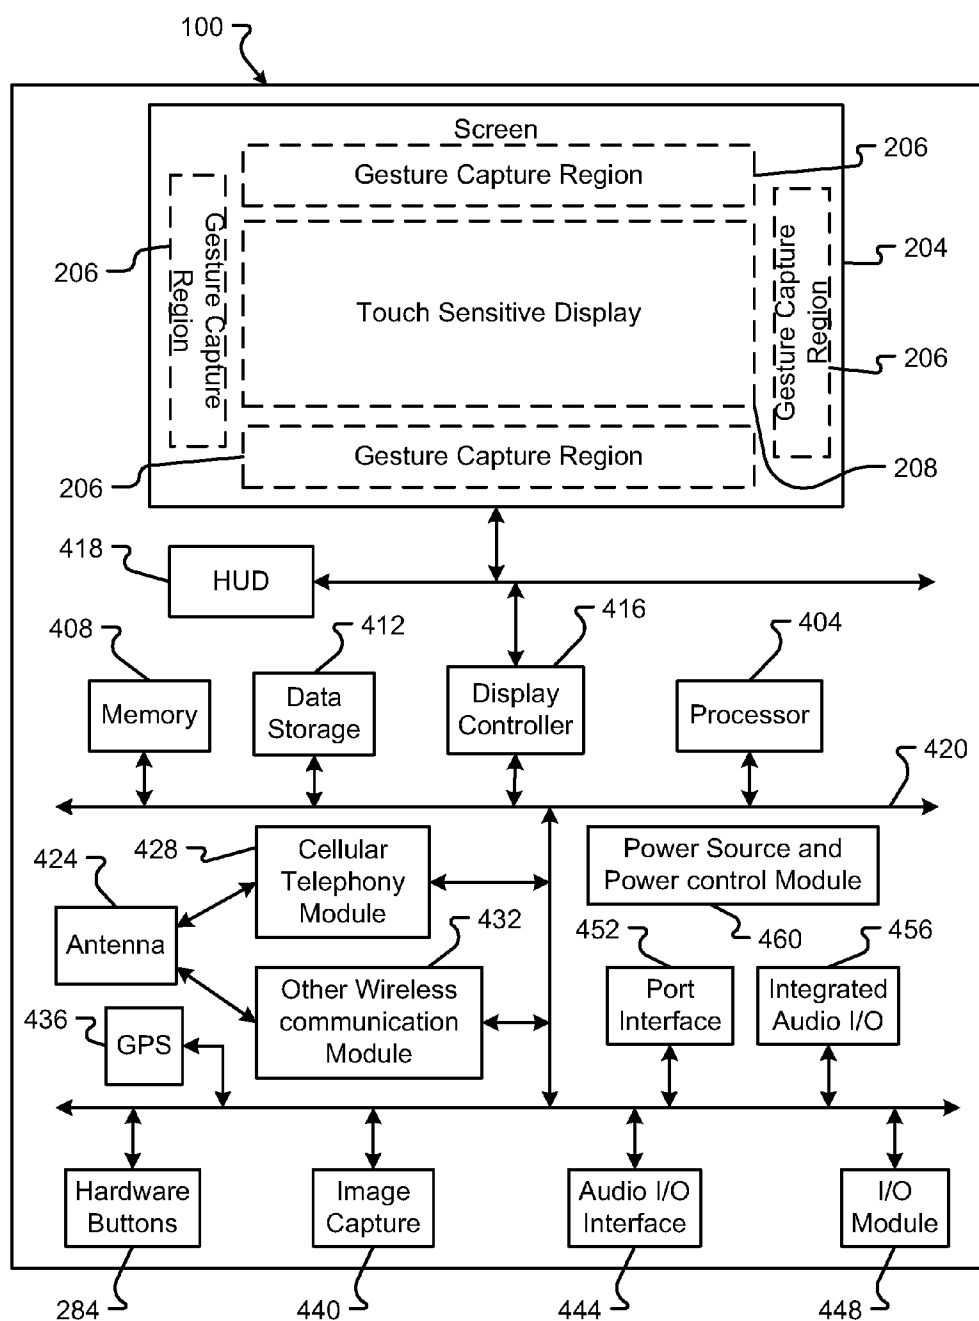 100
Screen
Gesture Capture Region
206
Gesture Capture
Region
206
Touch Sensitive Display
Gesture Capture
Region
204
206
Gesture Capture Region
206
208
418
HUD
408
412
416
404
Memory
Data
Storage
Display
Controller
Processor
420
428
Cellular
Telephony
Module
Power Source and
Power control Module
424
Antenna
432
452
460
456
Other Wireless
communication
Module
Port
Interface
Integrated
Audio I/O
436
GPS
Hardware
Buttons
Image
Capture
Audio I/O
Interface
I/O
Module
284
440
444
448